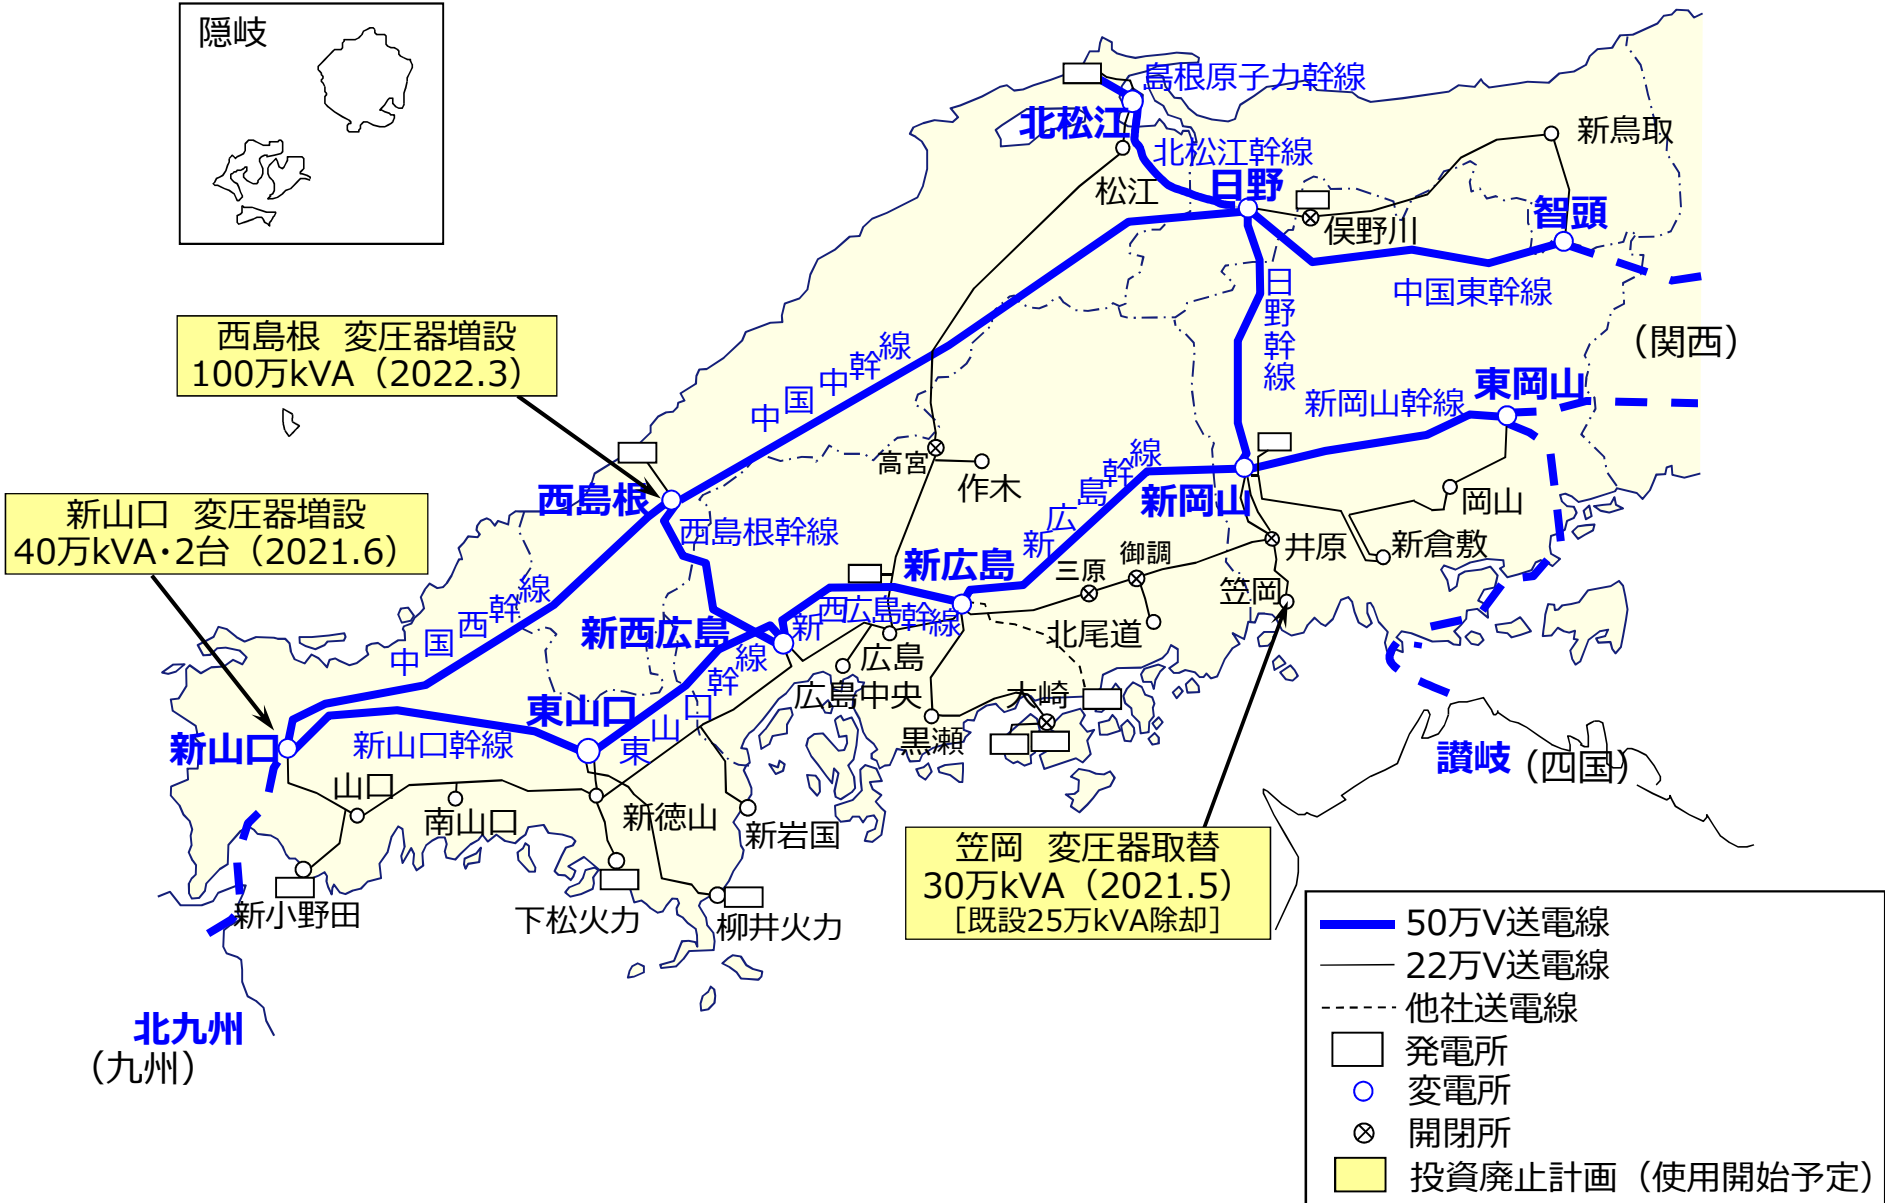 隠岐
島根原子力幹線
北松江
北松江幹線
松江
日野
俣野川
新鳥取
智頭
中国東幹線
日野幹線
(関西)
西島根 変圧器増設
100万kVA(2022.3)
中国中幹線
新岡山幹線
東岡山
高宮
作木
西島根
西島根幹線
新広島幹線
新岡山
岡山
新倉敷
井原
新山口 変圧器増設
40万kVA・2台(2021.6)
新広島
三原
御調
笠岡
北尾道
中国西幹線
新西広島
新西広島幹線
広島
広島中央
大崎
黒瀬
東山口
東山口幹線
新山口
新山口幹線
山口
南山口
新徳山
新岩国
新小野田
下松火力
柳井火力
讃岐(四国)
笠岡 変圧器取替
30万kVA(2021.5)
[既設25万kVA除却]
北九州
(九州)
50万V送電線
22万V送電線
他社送電線
発電所
変電所
開閉所
投資廃止計画(使用開始予定)